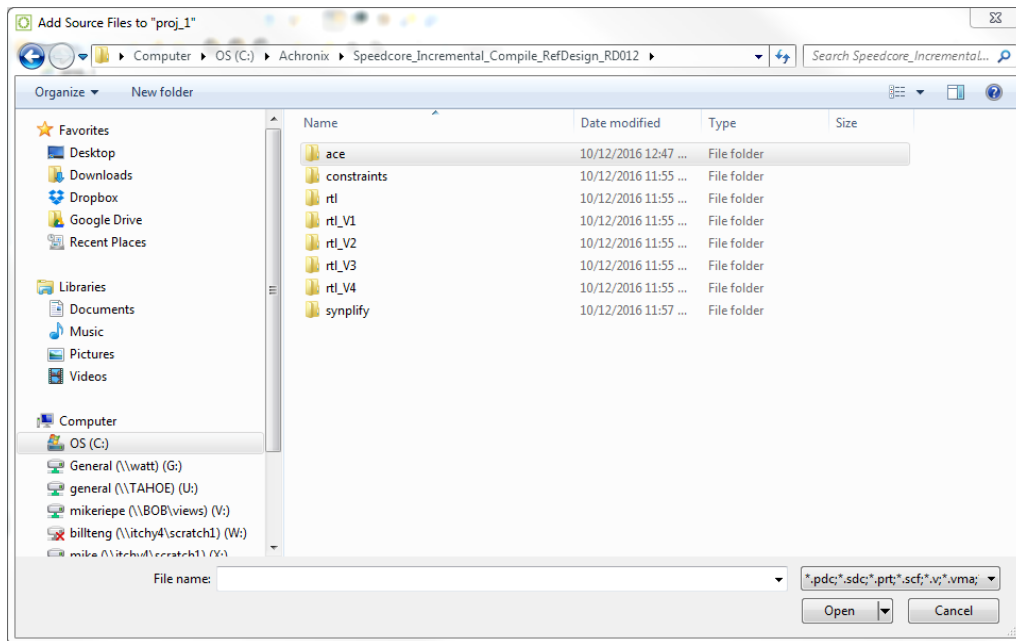 Add Source Files to "proj_1"
Computer OS (C:) Achronix Speedcore_Incremental_Compile_RefDesign_RD012
Search Speedcore_Incremental...
Organize New folder
Favorites
Desktop
Downloads
Dropbox
Google Drive
Recent Places
Libraries
Documents
Music
Pictures
Videos
Computer
OS (C:)
General (\\watt) (G:)
general (\\TAHOE) (U:)
mikeriepe (\\BOB\views) (V:)
billteng (\\itchy4\scratch1) (W:)
mike (\\itchy4\scratch1) (X:)
Name Date modified Type Size
ace 10/12/2016 12:47 ... File folder
constraints 10/12/2016 11:55 ... File folder
rtl 10/12/2016 11:55 ... File folder
rtl_V1 10/12/2016 11:55 ... File folder
rtl_V2 10/12/2016 11:55 ... File folder
rtl_V3 10/12/2016 11:55 ... File folder
rtl_V4 10/12/2016 11:55 ... File folder
synplify 10/12/2016 11:57 ... File folder
File name:
*.pdc;*.sdc;*.prt;*.scf;*.v;*.vma;
Open Cancel